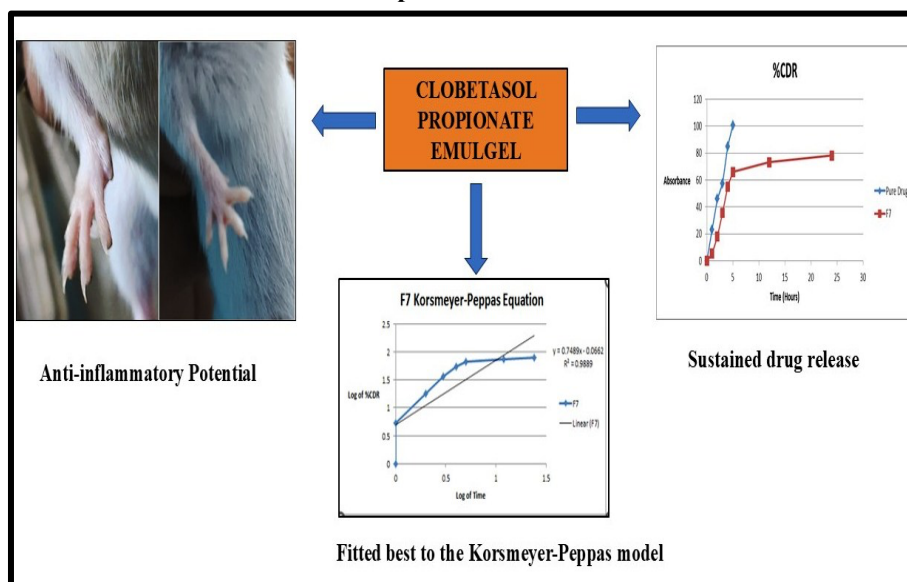 CLOBETASOL
PROPIONATE
EMULGEL
%CDR
120
100
80
60
40
20
0
Absorbance
0 5 10 15 20 25 30
Time (Hours)
Pure Drug
F7
F7 Korsmeyer-Peppas Equation
2.5
2
1.5
1
0.5
0
Log of %CDR
y = 0.7489x - 0.0662
R² = 0.9889
F7
Linear (F7)
0 0.5 1 1.5
Log of Time
Anti-inflammatory Potential
Sustained drug release
Fitted best to the Korsmeyer-Peppas model